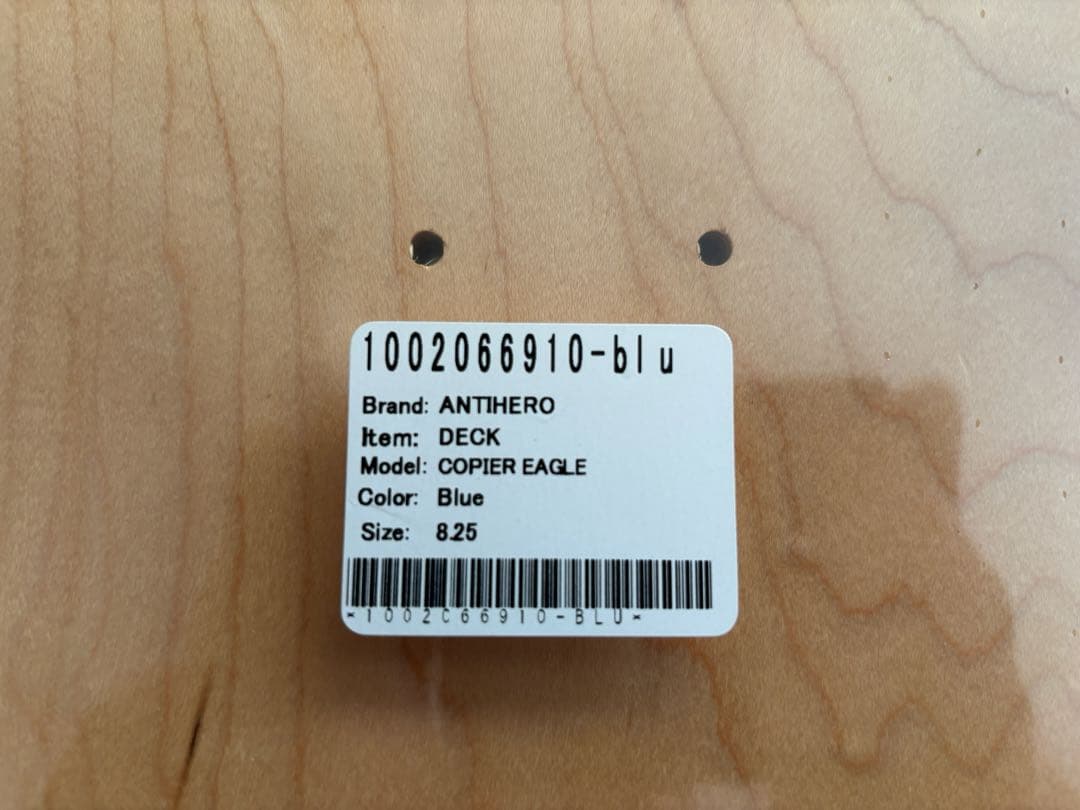 1002066910-blu
Brand: ANTIHERO
Item: DECK
Model: COPIER EAGLE
Color: Blue
Size: 8.25
*1002066910-BLU*